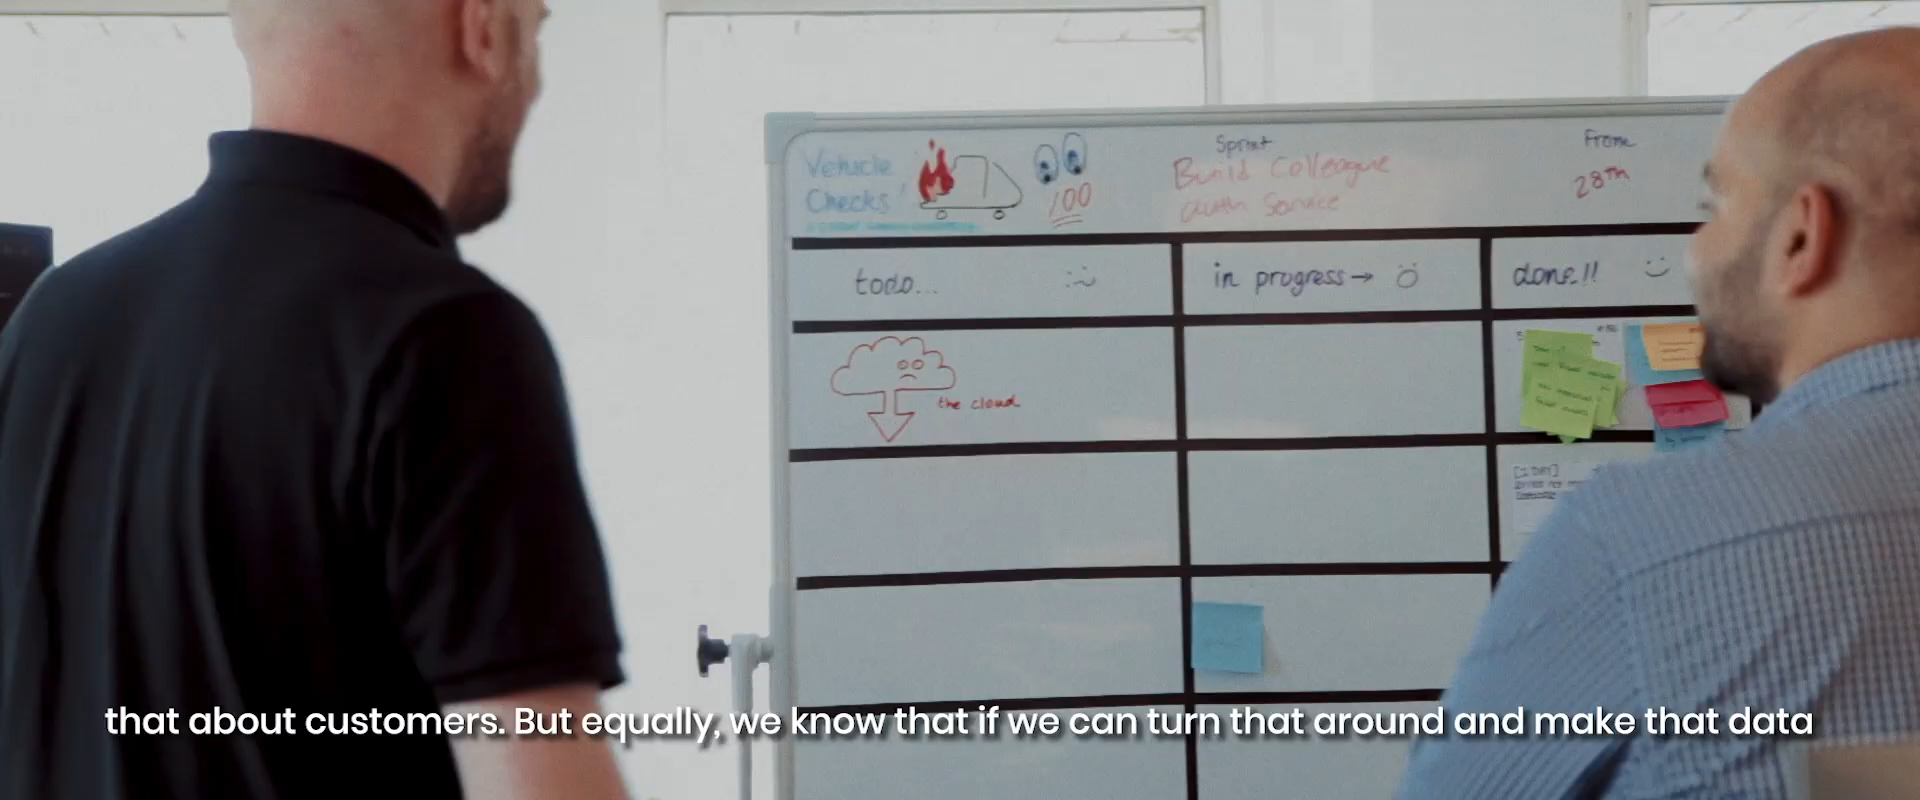 Vehicle
Checks!
100
Sprint
Build Colleague
auth Service
From
28th
todo...
in progress→
done!!
the cloud
that about customers. But equally, we know that if we can turn that around and make that data